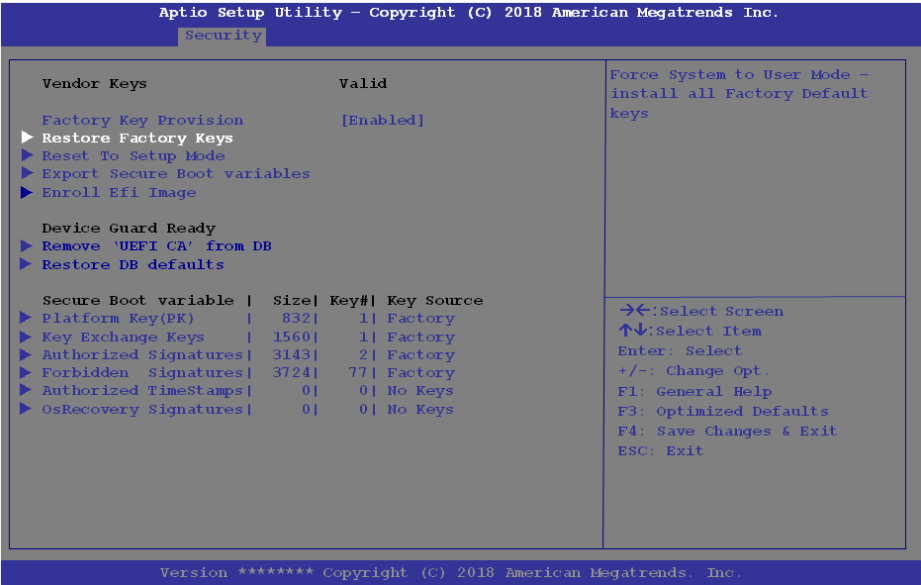 Aptio Setup Utility – Copyright (C) 2018 American Megatrends Inc.
Security
Vendor Keys Valid
Factory Key Provision [Enabled]
Restore Factory Keys
Reset To Setup Mode
Export Secure Boot variables
Enroll Efi Image
Device Guard Ready
Remove 'UEFI CA' from DB
Restore DB defaults
Secure Boot variable | Size| Key#| Key Source
Platform Key(PK) | 832| 1| Factory
Key Exchange Keys | 1560| 1| Factory
Authorized Signatures| 3143| 2| Factory
Forbidden Signatures| 3724| 77| Factory
Authorized TimeStamps| 0| 0| No Keys
OsRecovery Signatures| 0| 0| No Keys
Force System to User Mode –
install all Factory Default
keys
→←:Select Screen
↑↓:Select Item
Enter: Select
+/-: Change Opt.
F1: General Help
F3: Optimized Defaults
F4: Save Changes & Exit
ESC: Exit
Version ******** Copyright (C) 2018 American Megatrends. Inc.